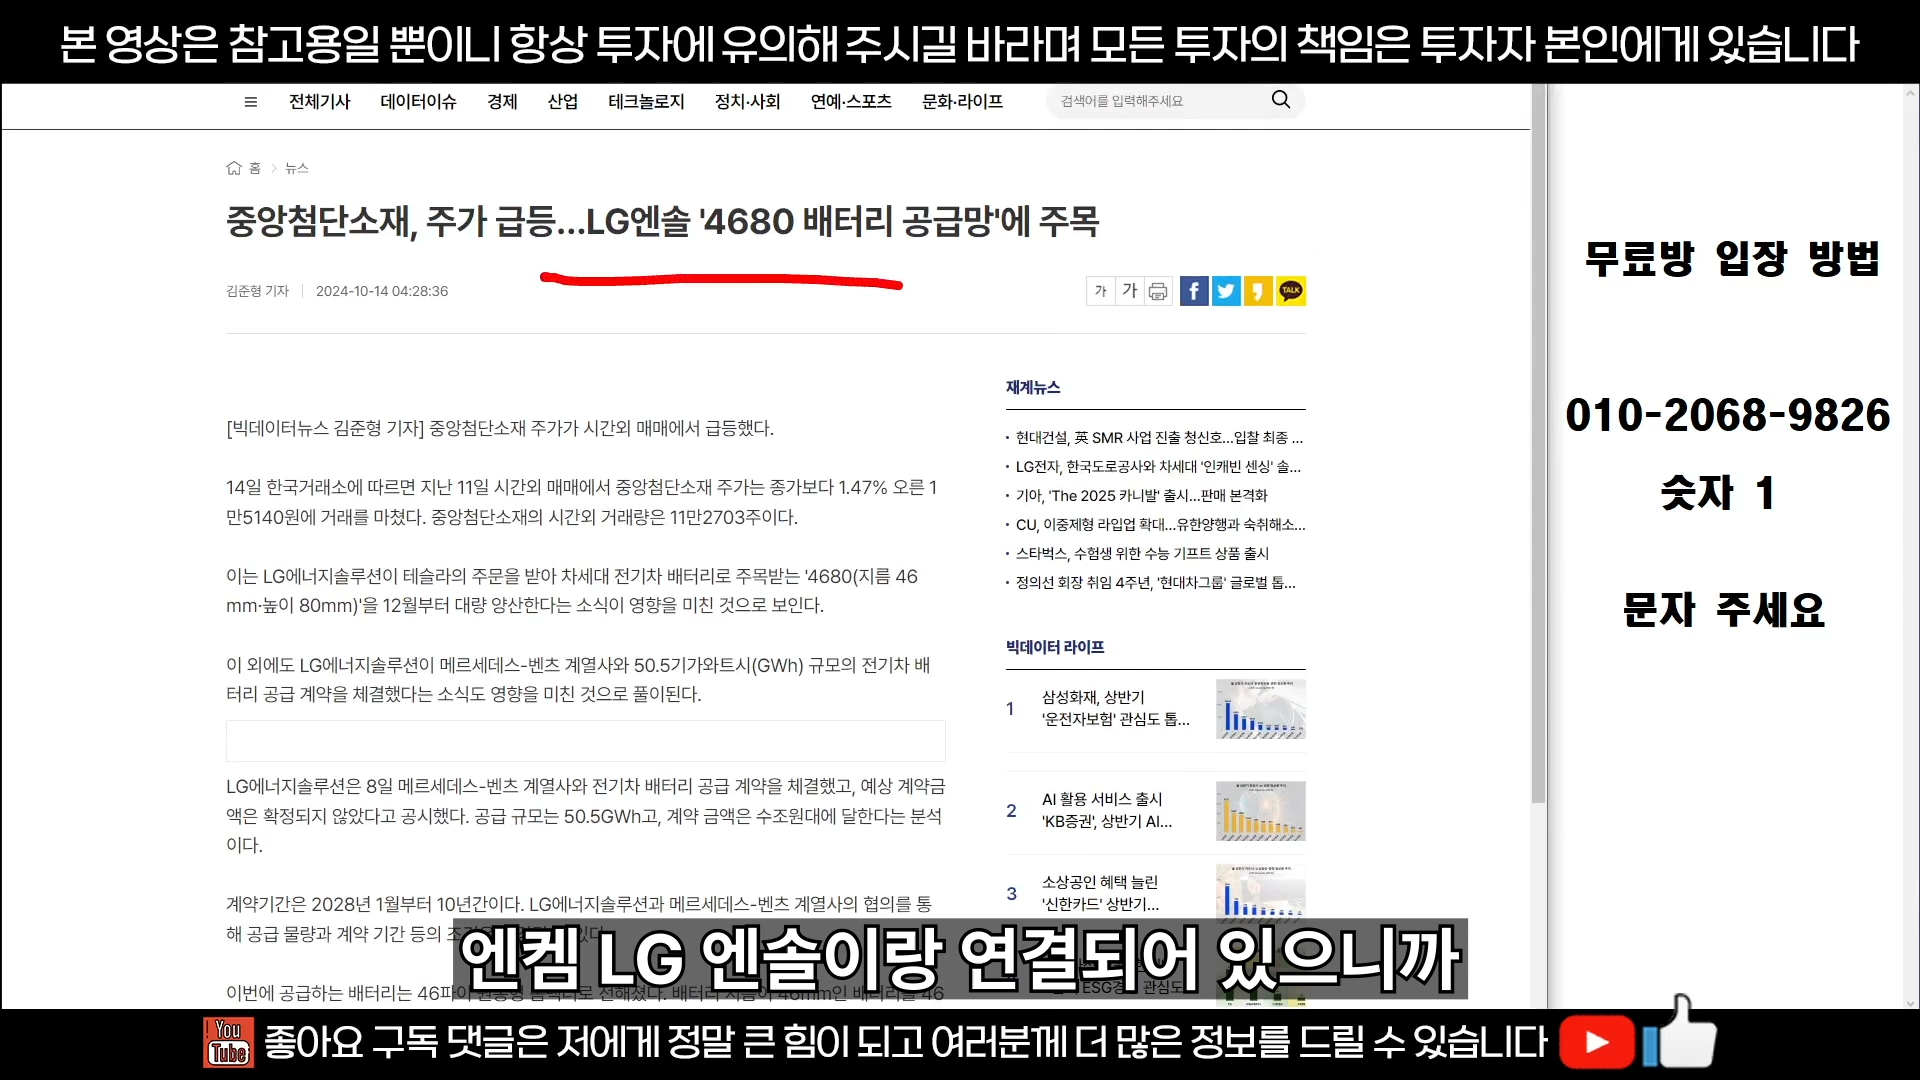 본 영상은 참고용일 뿐이니 항상 투자에 유의해 주시길 바라며 모든 투자의 책임은 투자자 본인에게 있습니다
전체기사 데이터이슈 경제 산업 테크놀로지 정치·사회 연예·스포츠 문화·라이프 검색어를 입력해주세요
홈 > 뉴스
중앙첨단소재, 주가 급등...LG엔솔 '4680 배터리 공급망'에 주목
김준형 기자 | 2024-10-14 04:28:36
가 가 f TALK
[빅데이터뉴스 김준형 기자] 중앙첨단소재 주가가 시간외 매매에서 급등했다.
14일 한국거래소에 따르면 지난 11일 시간외 매매에서 중앙첨단소재 주가는 종가보다 1.47% 오른 1
만5140원에 거래를 마쳤다. 중앙첨단소재의 시간외 거래량은 11만2703주이다.
이는 LG에너지솔루션이 테슬라의 주문을 받아 차세대 전기차 배터리로 주목받는 '4680(지름 46
mm·높이 80mm)'을 12월부터 대량 양산한다는 소식이 영향을 미친 것으로 보인다.
이 외에도 LG에너지솔루션이 메르세데스-벤츠 계열사와 50.5기가와트시(GWh) 규모의 전기차 배
터리 공급 계약을 체결했다는 소식도 영향을 미친 것으로 풀이된다.
LG에너지솔루션은 8일 메르세데스-벤츠 계열사와 전기차 배터리 공급 계약을 체결했고, 예상 계약금
액은 확정되지 않았다고 공시했다. 공급 규모는 50.5GWh고, 계약 금액은 수조원대에 달한다는 분석
이다.
계약기간은 2028년 1월부터 10년간이다. LG에너지솔루션과 메르세데스-벤츠 계열사의 협의를 통
해 공급 물량과 계약 기간 등의
이번에 공급하는 배터리는
재계뉴스
· 현대건설, 英 SMR 사업 진출 청신호...입찰 최종 ...
· LG전자, 한국도로공사와 차세대 '인캐빈 센싱' 솔...
· 기아, 'The 2025 카니발' 출시...판매 본격화
· CU, 이중제형 라입업 확대...유한양행과 숙취해소...
· 스타벅스, 수험생 위한 수능 기프트 상품 출시
· 정의선 회장 취임 4주년, '현대차그룹' 글로벌 톱...
빅데이터 라이프
1 삼성화재, 상반기
'운전자보험' 관심도 톱...
2 AI 활용 서비스 출시
'KB증권', 상반기 AI...
3 소상공인 혜택 늘린
'신한카드' 상반기...
무료방 입장 방법
010-2068-9826
숫자 1
문자 주세요
엔켐 LG 엔솔이랑 연결되어 있으니까
You Tube 좋아요 구독 댓글은 저에게 정말 큰 힘이 되고 여러분께 더 많은 정보를 드릴 수 있습니다